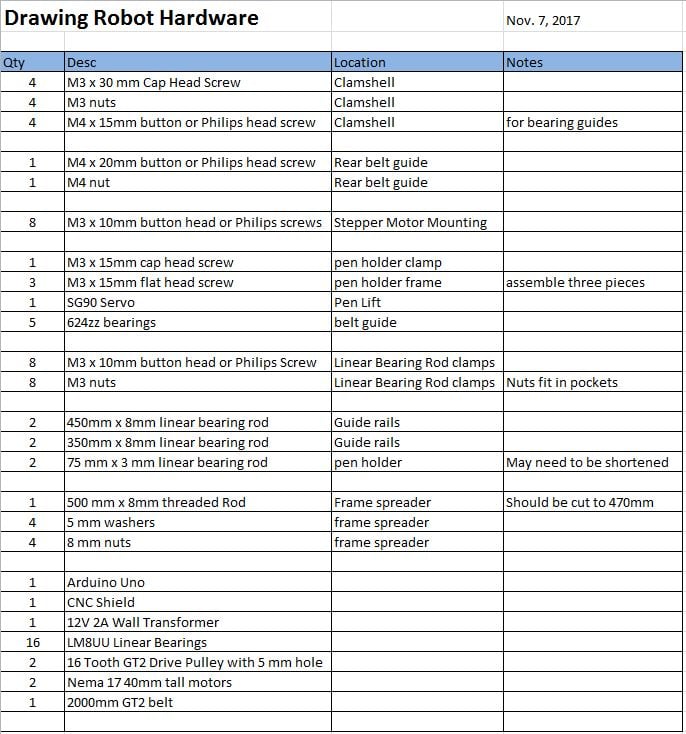 Drawing Robot Hardware Nov. 7, 2017
Qty Desc Location Notes
4 M3 x 30 mm Cap Head Screw Clamshell
4 M3 nuts Clamshell
4 M4 x 15mm button or Philips head screw Clamshell for bearing guides
1 M4 x 20mm button or Philips head screw Rear belt guide
1 M4 nut Rear belt guide
8 M3 x 10mm button head or Philips screws Stepper Motor Mounting
1 M3 x 15mm cap head screw pen holder clamp
3 M3 x 15mm flat head screw pen holder frame assemble three pieces
1 SG90 Servo Pen Lift
5 624zz bearings belt guide
8 M3 x 10mm button head or Philips Screw Linear Bearing Rod clamps
8 M3 nuts Linear Bearing Rod clamps Nuts fit in pockets
2 450mm x 8mm linear bearing rod Guide rails
2 350mm x 8mm linear bearing rod Guide rails
2 75 mm x 3 mm linear bearing rod pen holder May need to be shortened
1 500 mm x 8mm threaded Rod Frame spreader Should be cut to 470mm
4 5 mm washers frame spreader
4 8 mm nuts frame spreader
1 Arduino Uno
1 CNC Shield
1 12V 2A Wall Transformer
16 LM8UU Linear Bearings
2 16 Tooth GT2 Drive Pulley with 5 mm hole
2 Nema 17 40mm tall motors
1 2000mm GT2 belt